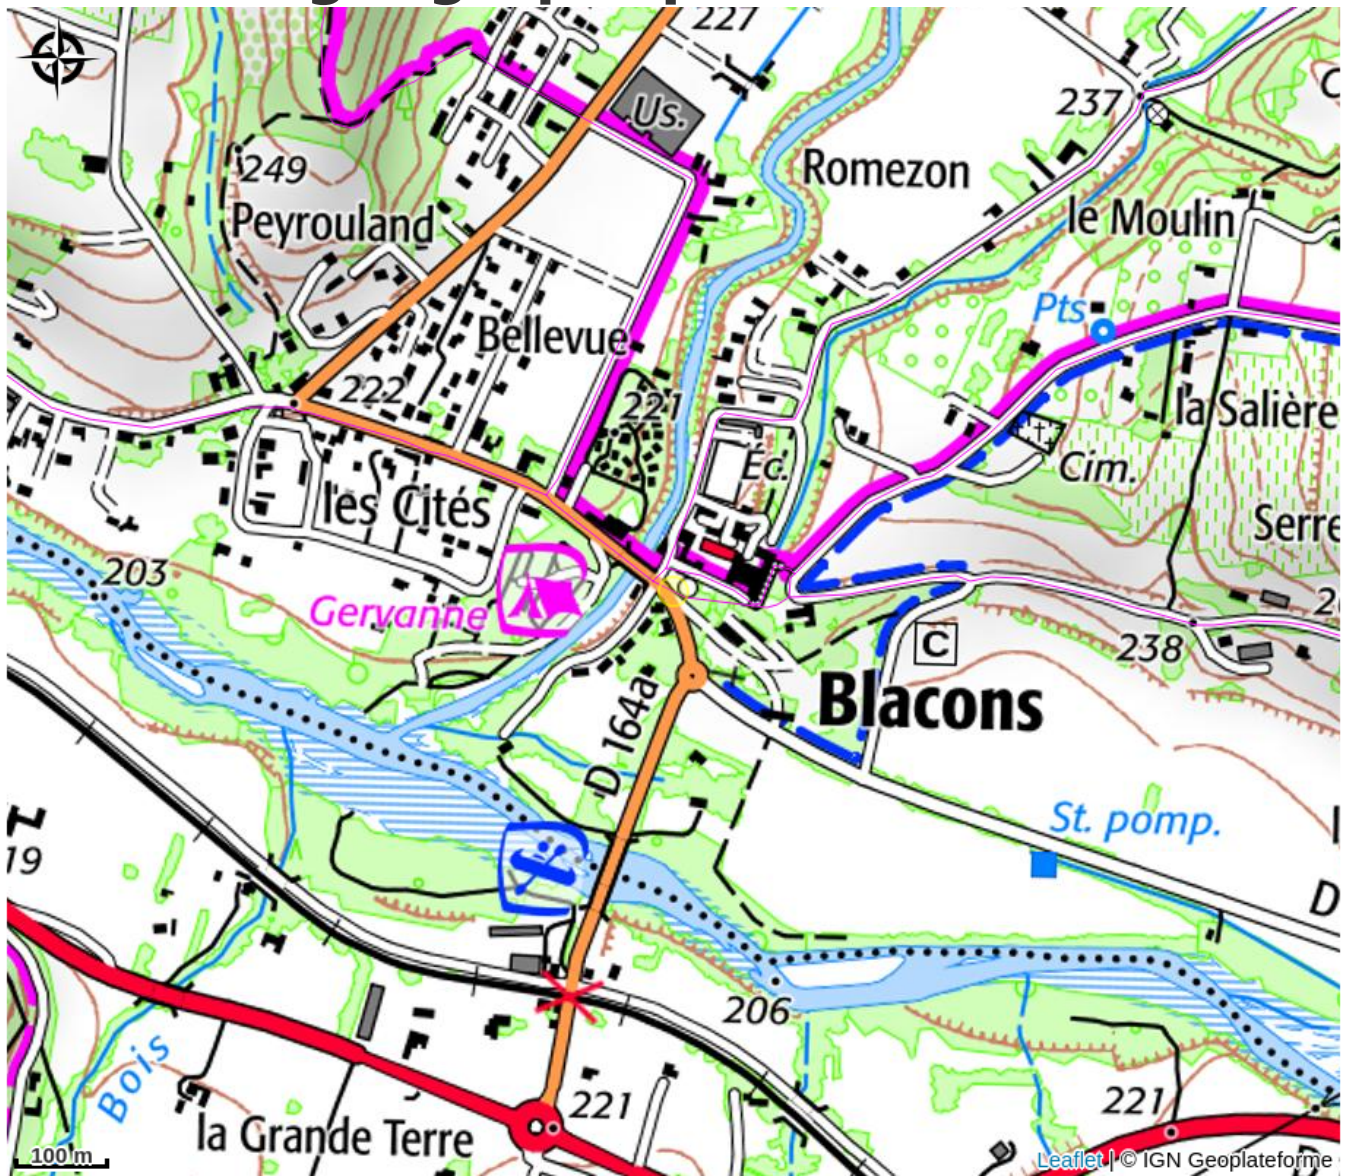 227
Us.
237
249
Romezon
Peyrouland
le Moulin
Pts
Bellevue
222
221
la Salière
Ec.
Cim.
les Cités
Serre
203
Gervanne
C
238
Blacons
D 164a
St. pomp.
19
D
206
Bois
221
221
la Grande Terre
100 m
Leaflet | © IGN Geoplateforme